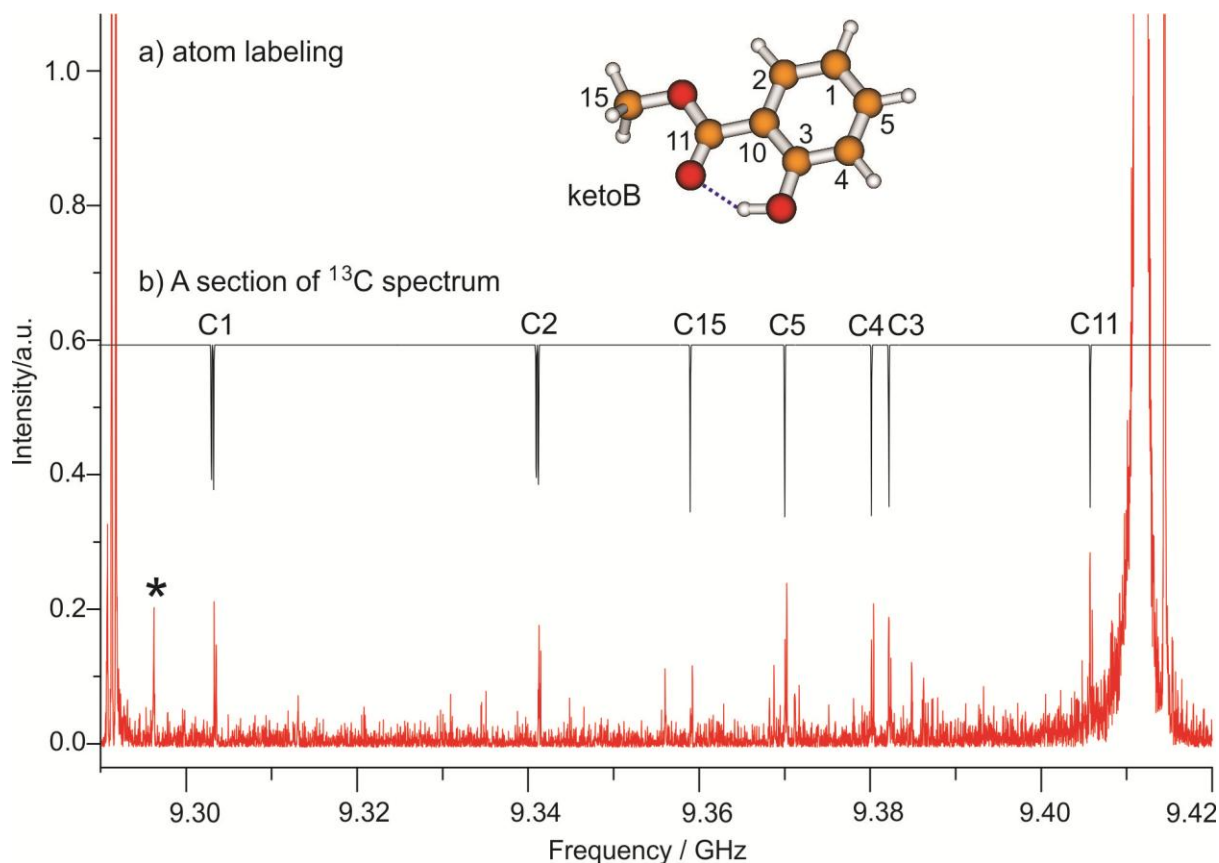 a) atom labeling
2
15
1
5
11
3
10
4
ketoB
b) A section of ¹³C spectrum
C1 C2 C15 C5 C4 C3 C11
*
1.0
0.8
0.6
0.4
0.2
0.0
Intensity/a.u.
9.30 9.32 9.34 9.36 9.38 9.40 9.42
Frequency / GHz